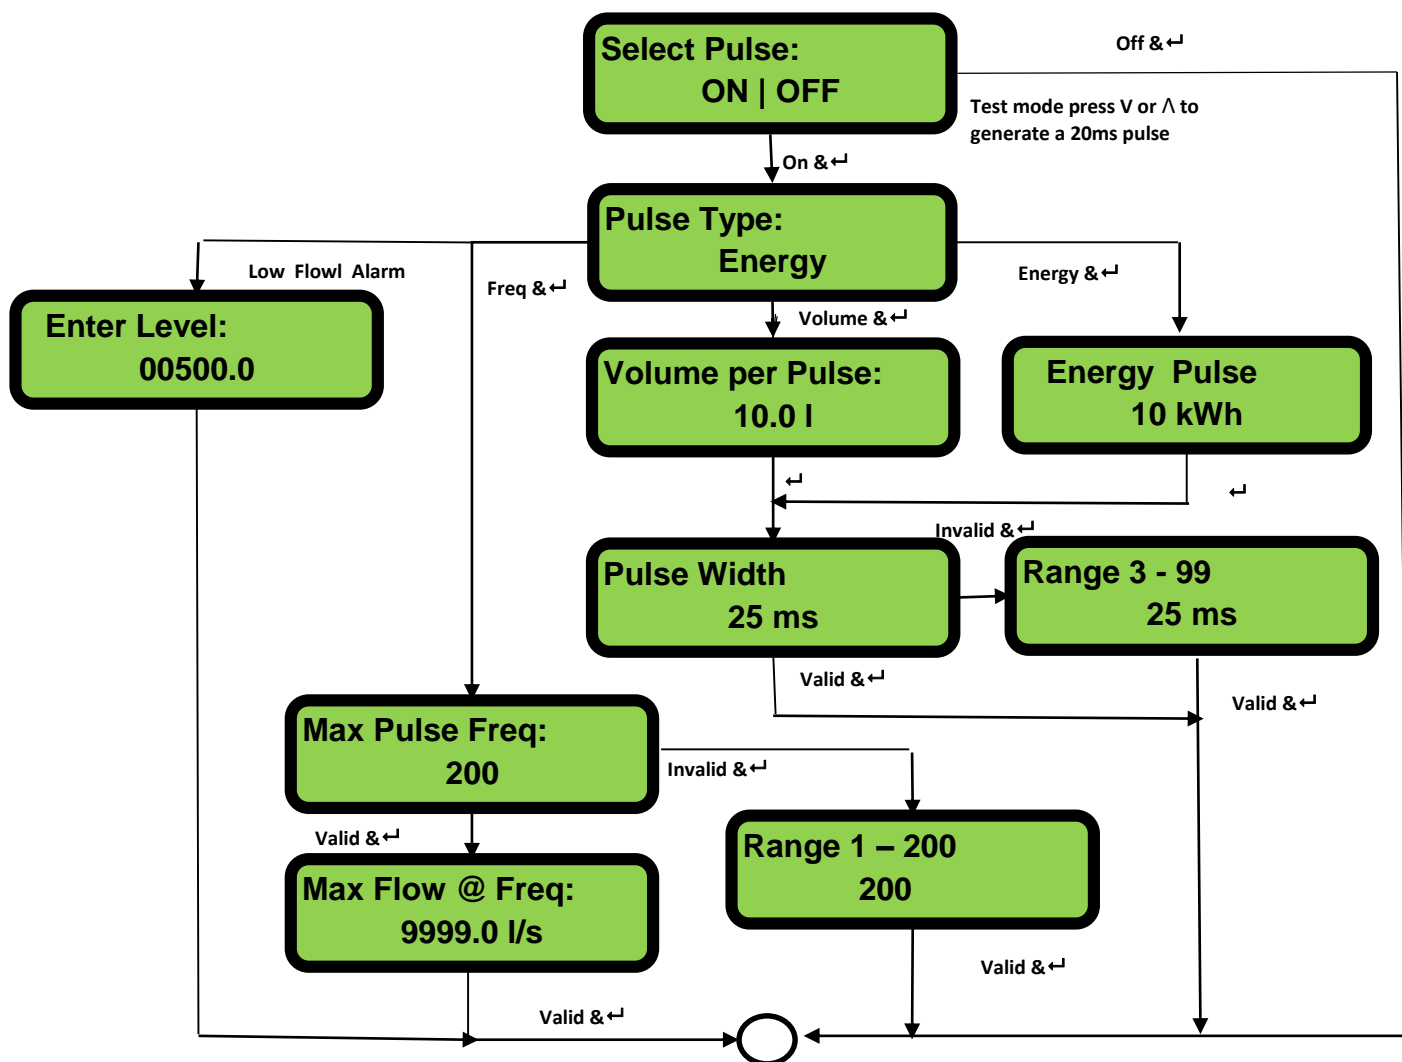 Select Pulse:
ON | OFF
Off & ↵
Test mode press V or Λ to
generate a 20ms pulse
On & ↵
Pulse Type:
Energy
Low  Flowl  Alarm
Freq & ↵
Energy & ↵
Volume & ↵
Enter Level:
00500.0
Volume per Pulse:
10.0 l
Energy  Pulse
10 kWh
↵
↵
Invalid & ↵
Pulse Width
25 ms
Range 3 - 99
25 ms
Valid & ↵
Valid & ↵
Max Pulse Freq:
200
Invalid & ↵
Valid & ↵
Range 1 – 200
200
Max Flow @ Freq:
9999.0 l/s
Valid & ↵
Valid & ↵